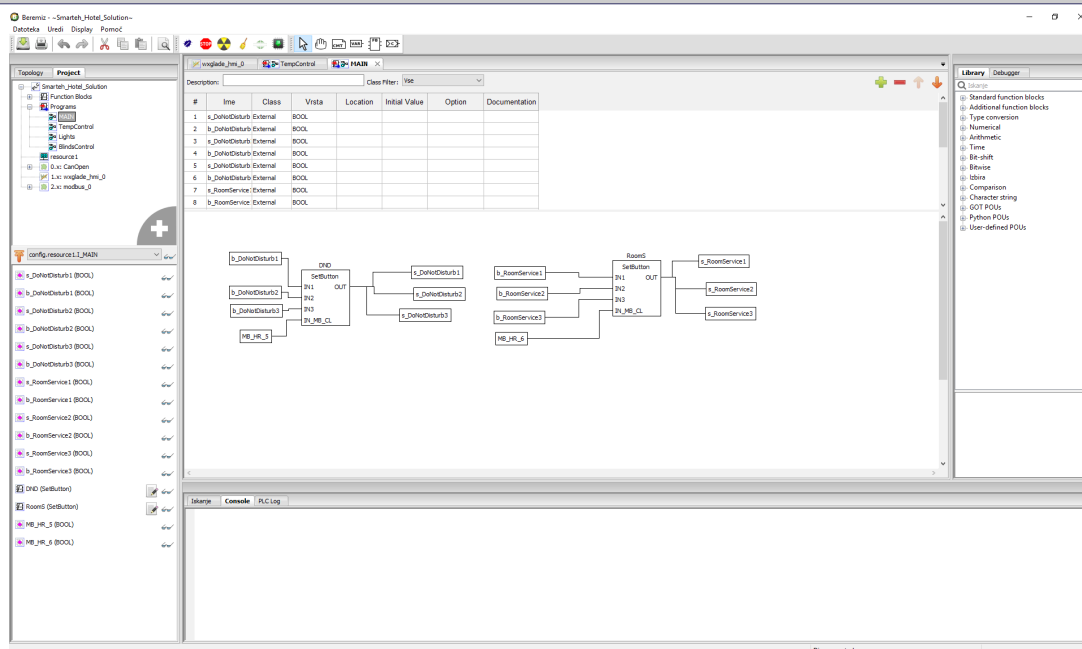 Beremiz - ~Smarteh_Hotel_Solution~
Datoteka Uredi Display Pomoč
STOP
wxglade_hmi_0 TempControl MAIN
Topology Project
Smarteh_Hotel_Solution
Function Blocks
Programs
MAIN
TempControl
Lights
BlindsControl
resource1
0.x: CanOpen
1.x: wxglade_hmi_0
2.x: modbus_0
config.resource1.I_MAIN
s_DoNotDisturb1 (BOOL)
b_DoNotDisturb1 (BOOL)
s_DoNotDisturb2 (BOOL)
b_DoNotDisturb2 (BOOL)
s_DoNotDisturb3 (BOOL)
b_DoNotDisturb3 (BOOL)
s_RoomService1 (BOOL)
b_RoomService1 (BOOL)
s_RoomService2 (BOOL)
b_RoomService2 (BOOL)
s_RoomService3 (BOOL)
b_RoomService3 (BOOL)
DND (SetButton)
RoomS (SetButton)
MB_HR_5 (BOOL)
MB_HR_6 (BOOL)
Description: Class Filter: Vse
# Ime Class Vrsta Location Initial Value Option Documentation
1 s_DoNotDisturb External BOOL
2 b_DoNotDisturb External BOOL
3 s_DoNotDisturb External BOOL
4 b_DoNotDisturb External BOOL
5 s_DoNotDisturb External BOOL
6 b_DoNotDisturb External BOOL
7 s_RoomService External BOOL
8 b_RoomService External BOOL
b_DoNotDisturb1
b_DoNotDisturb2
b_DoNotDisturb3
MB_HR_5
DND
SetButton
IN1 OUT
IN2
IN3
IN_MB_CL
s_DoNotDisturb1
s_DoNotDisturb2
s_DoNotDisturb3
b_RoomService1
b_RoomService2
b_RoomService3
MB_HR_6
RoomS
SetButton
IN1 OUT
IN2
IN3
IN_MB_CL
s_RoomService1
s_RoomService2
s_RoomService3
Iskanje Console PLC Log
Library Debugger
Iskanje
Standard function blocks
Additional function blocks
Type conversion
Numerical
Arithmetic
Time
Bit-shift
Bitwise
Izbira
Comparison
Character string
GOT POUs
Python POUs
User-defined POUs